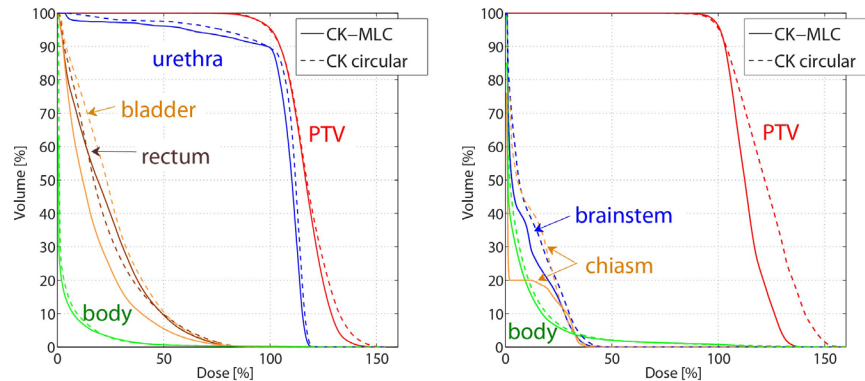 CK−MLC
CK circular
urethra
bladder
rectum
PTV
body
Volume [%]
100
90
80
70
60
50
40
30
20
10
0
0
50
100
150
Dose [%]
CK−MLC
CK circular
PTV
brainstem
chiasm
body
Volume [%]
100
90
80
70
60
50
40
30
20
10
0
0
50
100
150
Dose [%]